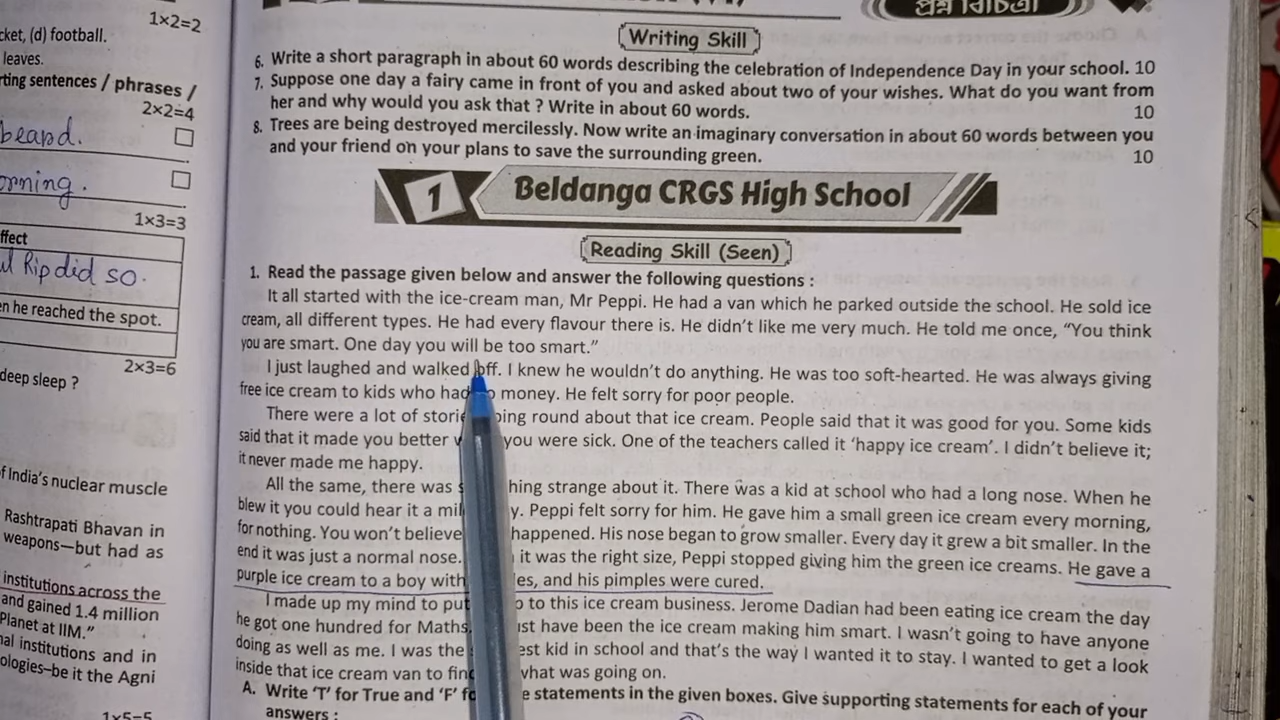 1×2=2
cket, (d) football.
leaves.
rting sentences / phrases /
2×2=4
beard.
orning.
1×3=3
ffect
Rip did so.
en he reached the spot.
2×3=6
deep sleep ?
of India's nuclear muscle
Rashtrapati Bhavan in
weapons—but had as
institutions across the
and gained 1.4 million
Planet at IIM."
nal institutions and in
ologies—be it the Agni
1×5=5
প্রশ্ন বিচিত্রা
Writing Skill
6. Write a short paragraph in about 60 words describing the celebration of Independence Day in your school. 10
7. Suppose one day a fairy came in front of you and asked about two of your wishes. What do you want from
her and why would you ask that ? Write in about 60 words. 10
8. Trees are being destroyed mercilessly. Now write an imaginary conversation in about 60 words between you
and your friend on your plans to save the surrounding green. 10
1 Beldanga CRGS High School
Reading Skill (Seen)
1. Read the passage given below and answer the following questions :
It all started with the ice-cream man, Mr Peppi. He had a van which he parked outside the school. He sold ice
cream, all different types. He had every flavour there is. He didn't like me very much. He told me once, "You think
you are smart. One day you will be too smart."
I just laughed and walked off. I knew he wouldn't do anything. He was too soft-hearted. He was always giving
free ice cream to kids who had money. He felt sorry for poor people.
There were a lot of stori oing round about that ice cream. People said that it was good for you. Some kids
said that it made you better you were sick. One of the teachers called it 'happy ice cream'. I didn't believe it;
it never made me happy.
All the same, there was s hing strange about it. There was a kid at school who had a long nose. When he
blew it you could hear it a mil y. Peppi felt sorry for him. He gave him a small green ice cream every morning,
for nothing. You won't believe happened. His nose began to grow smaller. Every day it grew a bit smaller. In the
end it was just a normal nose. it was the right size, Peppi stopped giving him the green ice creams. He gave a
purple ice cream to a boy with les, and his pimples were cured.
I made up my mind to put p to this ice cream business. Jerome Dadian had been eating ice cream the day
he got one hundred for Maths. ust have been the ice cream making him smart. I wasn't going to have anyone
doing as well as me. I was the est kid in school and that's the way I wanted it to stay. I wanted to get a look
inside that ice cream van to fin what was going on.
A. Write 'T' for True and 'F' fo e statements in the given boxes. Give supporting statements for each of your
answers :